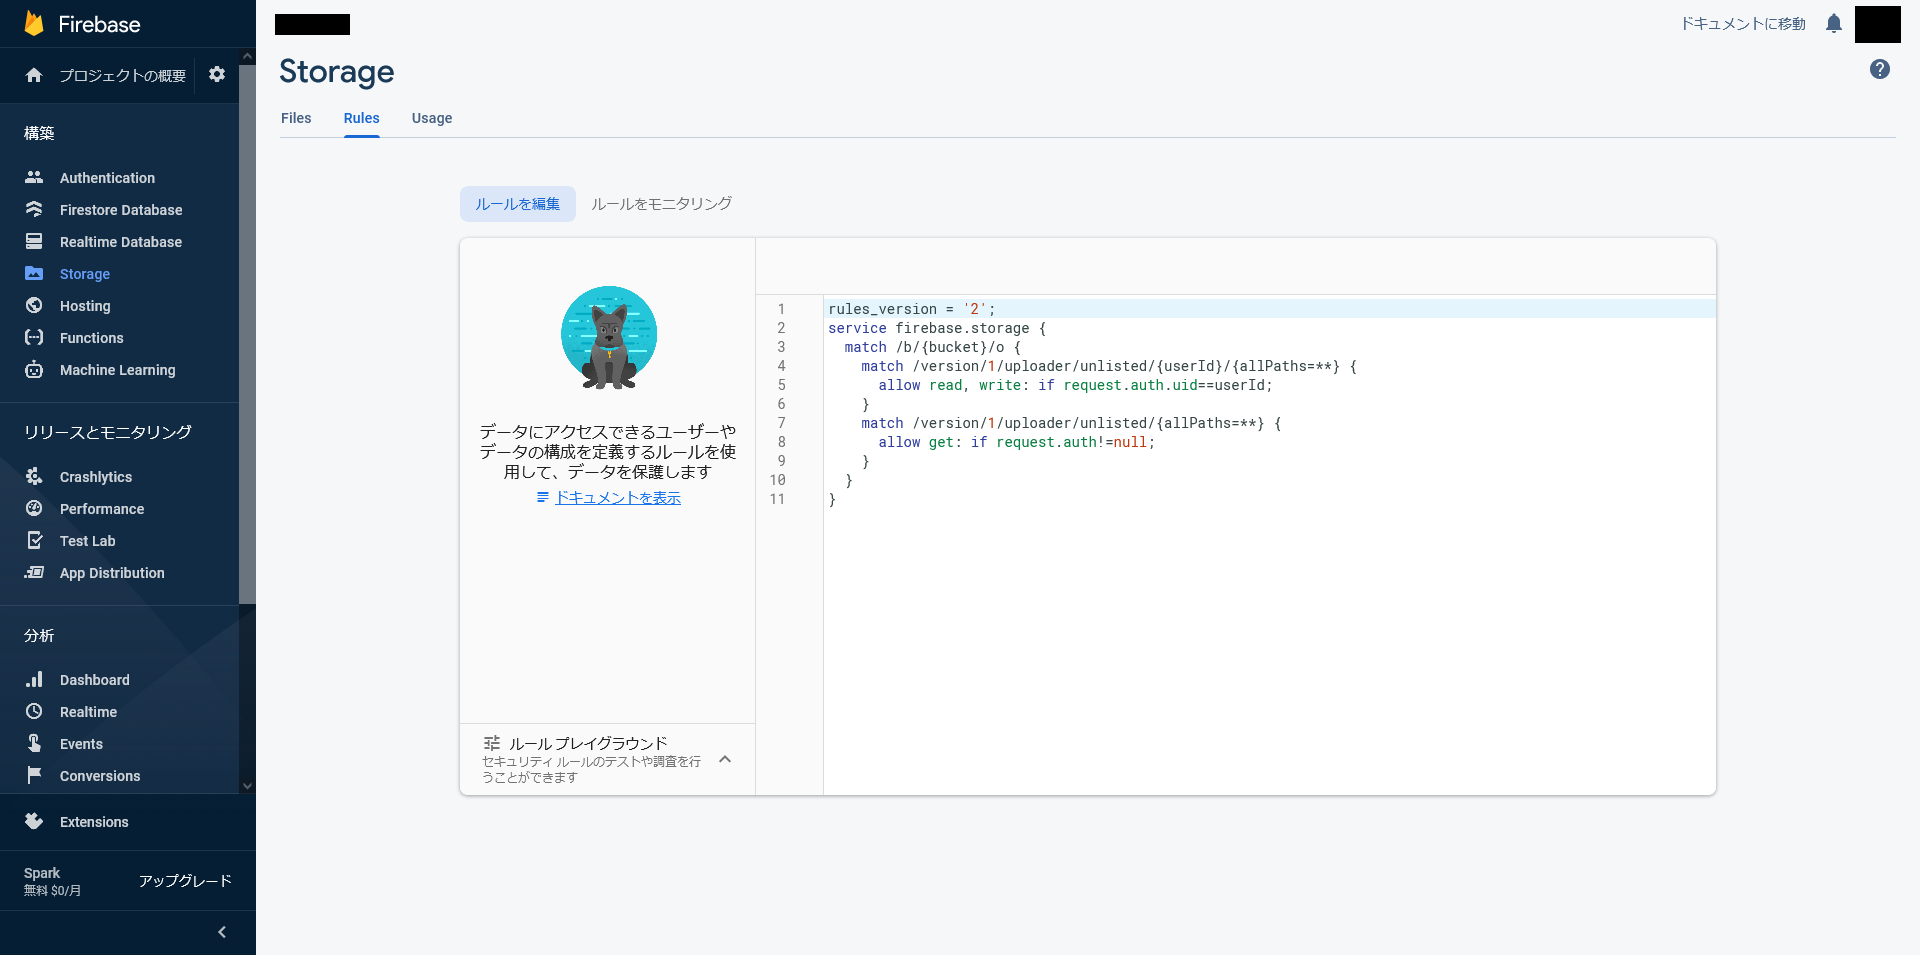 Firebase
プロジェクトの概要
構築
Authentication
Firestore Database
Realtime Database
Storage
Hosting
Functions
Machine Learning
リリースとモニタリング
Crashlytics
Performance
Test Lab
App Distribution
分析
Dashboard
Realtime
Events
Conversions
Extensions
Spark
無料 $0/月
アップグレード
ドキュメントに移動
Storage
Files Rules Usage
ルールを編集 ルールをモニタリング
データにアクセスできるユーザーや
データの構成を定義するルールを使
用して、データを保護します
ドキュメントを表示
ルール プレイグラウンド
セキュリティ ルールのテストや調査を行
うことができます
1 rules_version = '2';
2 service firebase.storage {
3 match /b/{bucket}/o {
4 match /version/1/uploader/unlisted/{userId}/{allPaths=**} {
5 allow read, write: if request.auth.uid==userId;
6 }
7 match /version/1/uploader/unlisted/{allPaths=**} {
8 allow get: if request.auth!=null;
9 }
10 }
11 }